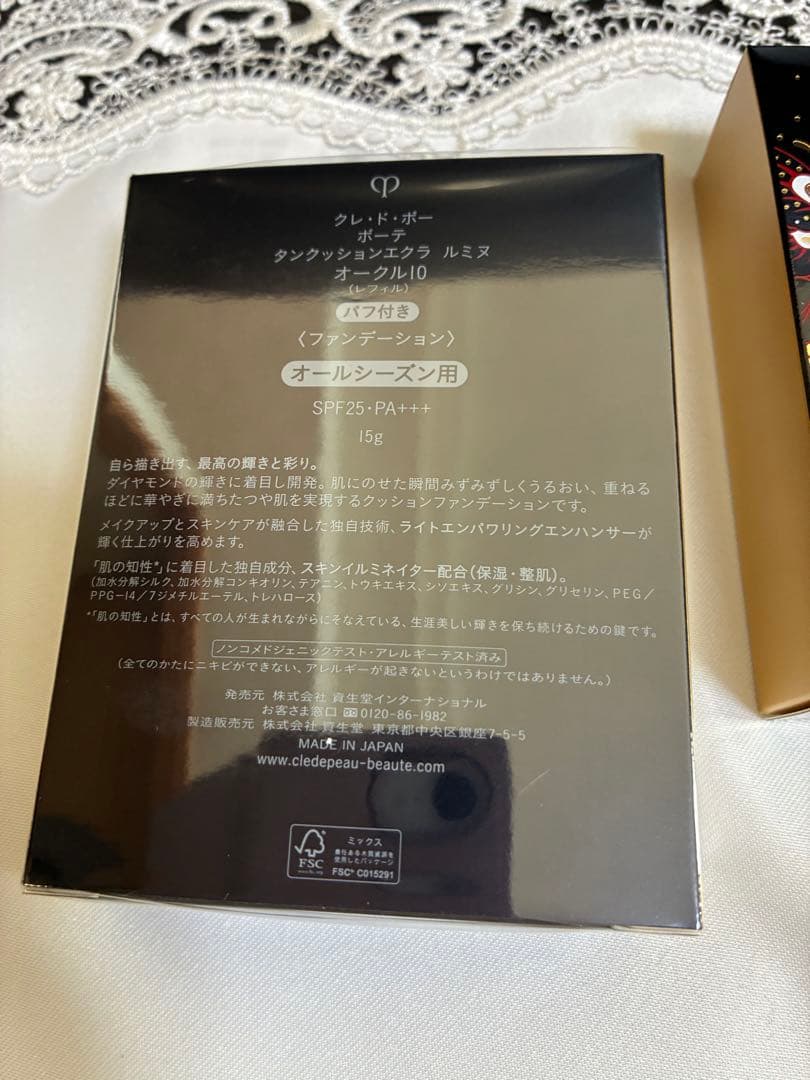 クレ・ド・ポー
ボーテ
タンクッションエクラ ルミヌ
オークル10
(レフィル)
パフ付き
〈ファンデーション〉
オールシーズン用
SPF25・PA+++
15g
自ら描き出す、最高の輝きと彩り。
ダイヤモンドの輝きに着目し開発。肌にのせた瞬間みずみずしくうるおい、重ねる
ほどに華やぎに満ちたつや肌を実現するクッションファンデーションです。
メイクアップとスキンケアが融合した独自技術、ライトエンパワリングエンハンサーが
輝く仕上がりを高めます。
「肌の知性*」に着目した独自成分、スキンイルミネイター配合(保湿・整肌)。
(加水分解シルク、加水分解コンキオリン、テアニン、トウキエキス、シソエキス、グリシン、グリセリン、PEG/
PPG-14/7ジメチルエーテル、トレハロース)
*「肌の知性」とは、すべての人が生まれながらにそなえている、生涯美しい輝きを保ち続けるための鍵です。
ノンコメドジェニックテスト・アレルギーテスト済み
(全てのかたにニキビができない、アレルギーが起きないというわけではありません。)
発売元 株式会社 資生堂インターナショナル
お客さま窓口 0120-86-1982
製造販売元 株式会社 資生堂 東京都中央区銀座7-5-5
MADE IN JAPAN
www.cledepeau-beaute.com
FSC
www.fsc.org
ミックス
責任ある木質資源を
使用したパッケージ
FSC® C015291